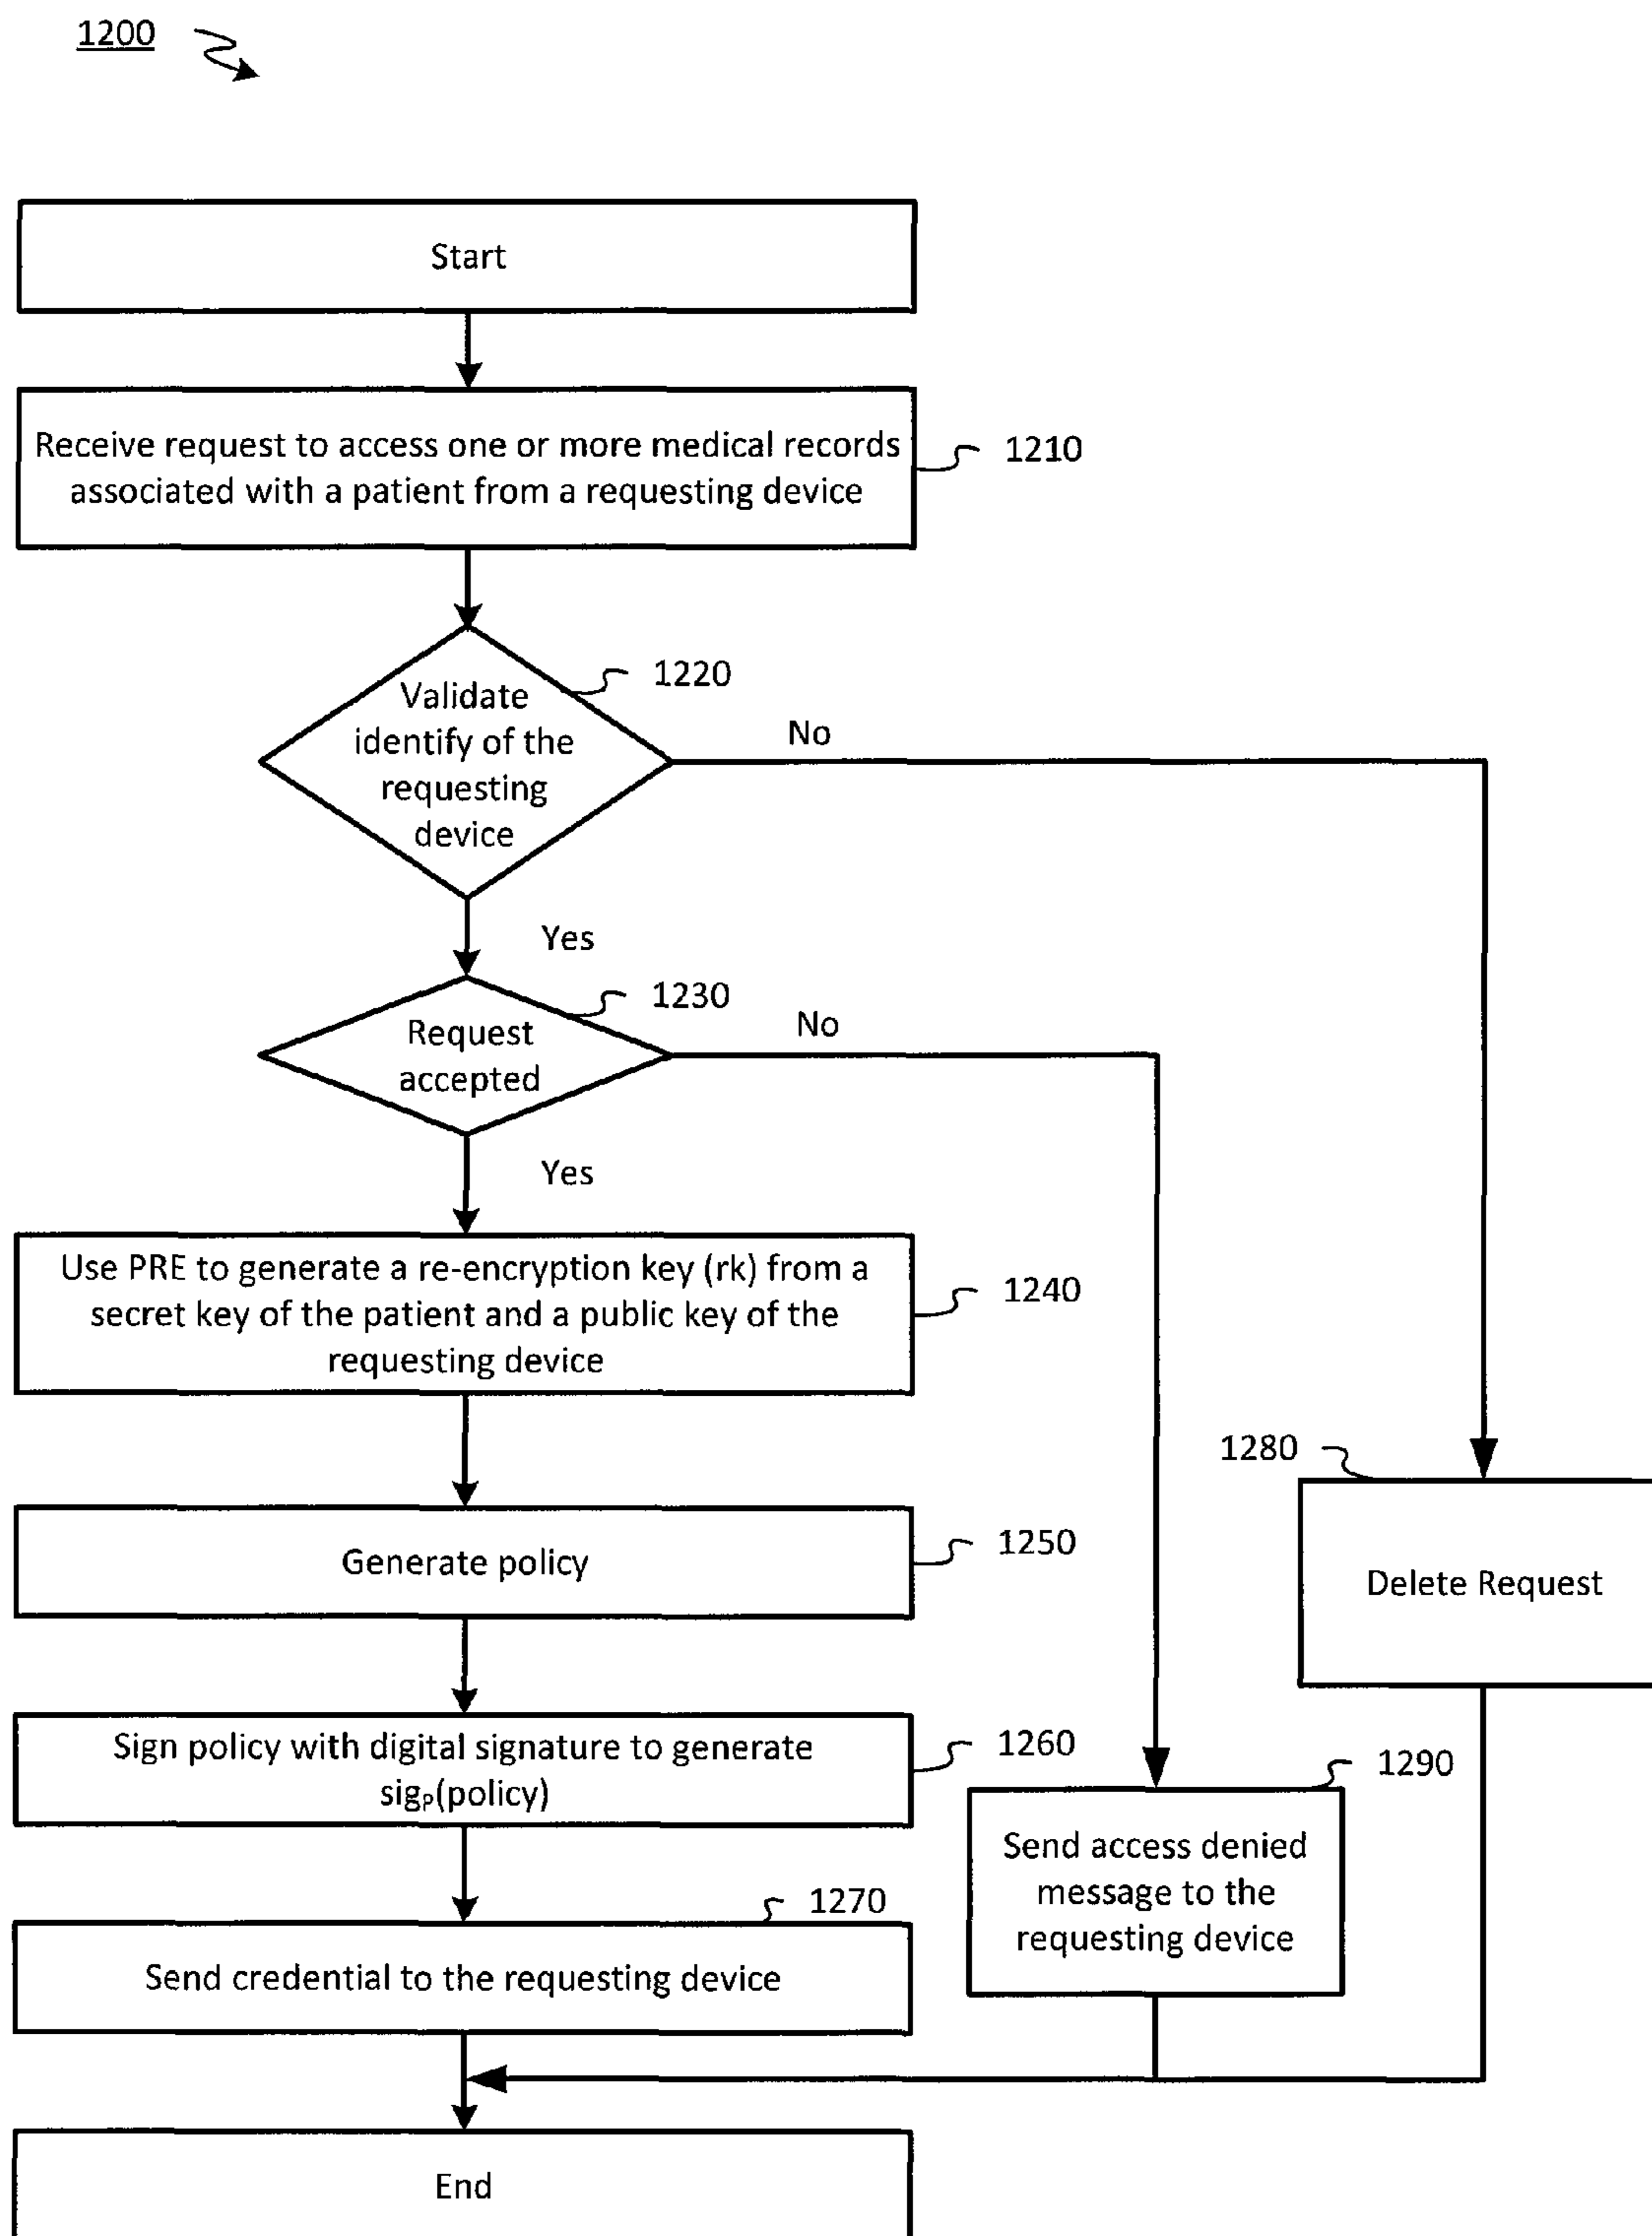 1200
Start
Receive request to access one or more medical records
associated with a patient from a requesting device
1210
Validate
identify of the
requesting
device
1220
No
Yes
Request
accepted
1230
No
Yes
Use PRE to generate a re-encryption key (rk) from a
secret key of the patient and a public key of the
requesting device
1240
Generate policy
1250
Sign policy with digital signature to generate
sigₚ(policy)
1260
Send credential to the requesting device
1270
1280
Delete Request
1290
Send access denied
message to the
requesting device
End